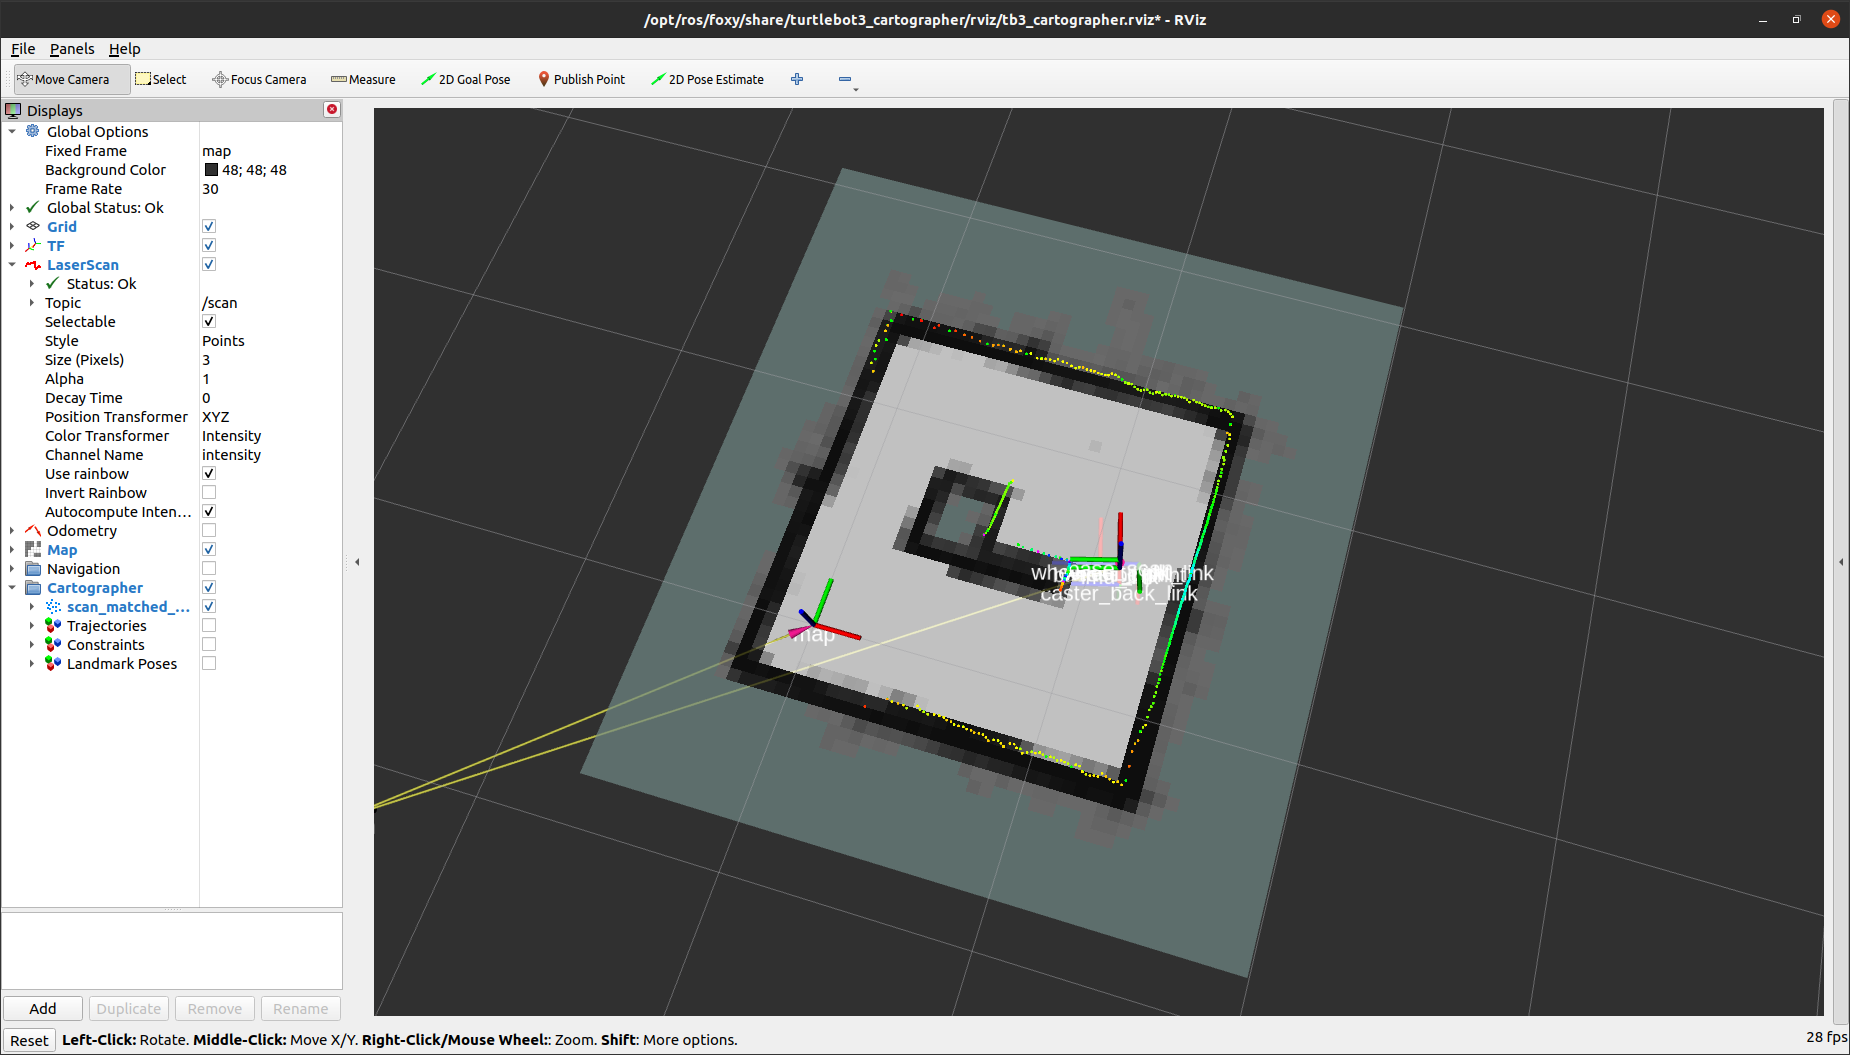 /opt/ros/foxy/share/turtlebot3_cartographer/rviz/tb3_cartographer.rviz* - RViz
File Panels Help
Move Camera Select Focus Camera Measure 2D Goal Pose Publish Point 2D Pose Estimate
Displays
Global Options
Fixed Frame map
Background Color 48; 48; 48
Frame Rate 30
Global Status: Ok
Grid
TF
LaserScan
Status: Ok
Topic /scan
Selectable
Style Points
Size (Pixels) 3
Alpha 1
Decay Time 0
Position Transformer XYZ
Color Transformer Intensity
Channel Name intensity
Use rainbow
Invert Rainbow
Autocompute Inten...
Odometry
Map
Navigation
Cartographer
scan_matched_...
Trajectories
Constraints
Landmark Poses
caster_back_link
map
Add Duplicate Remove Rename
Reset Left-Click: Rotate. Middle-Click: Move X/Y. Right-Click/Mouse Wheel:: Zoom. Shift: More options. 28 fps